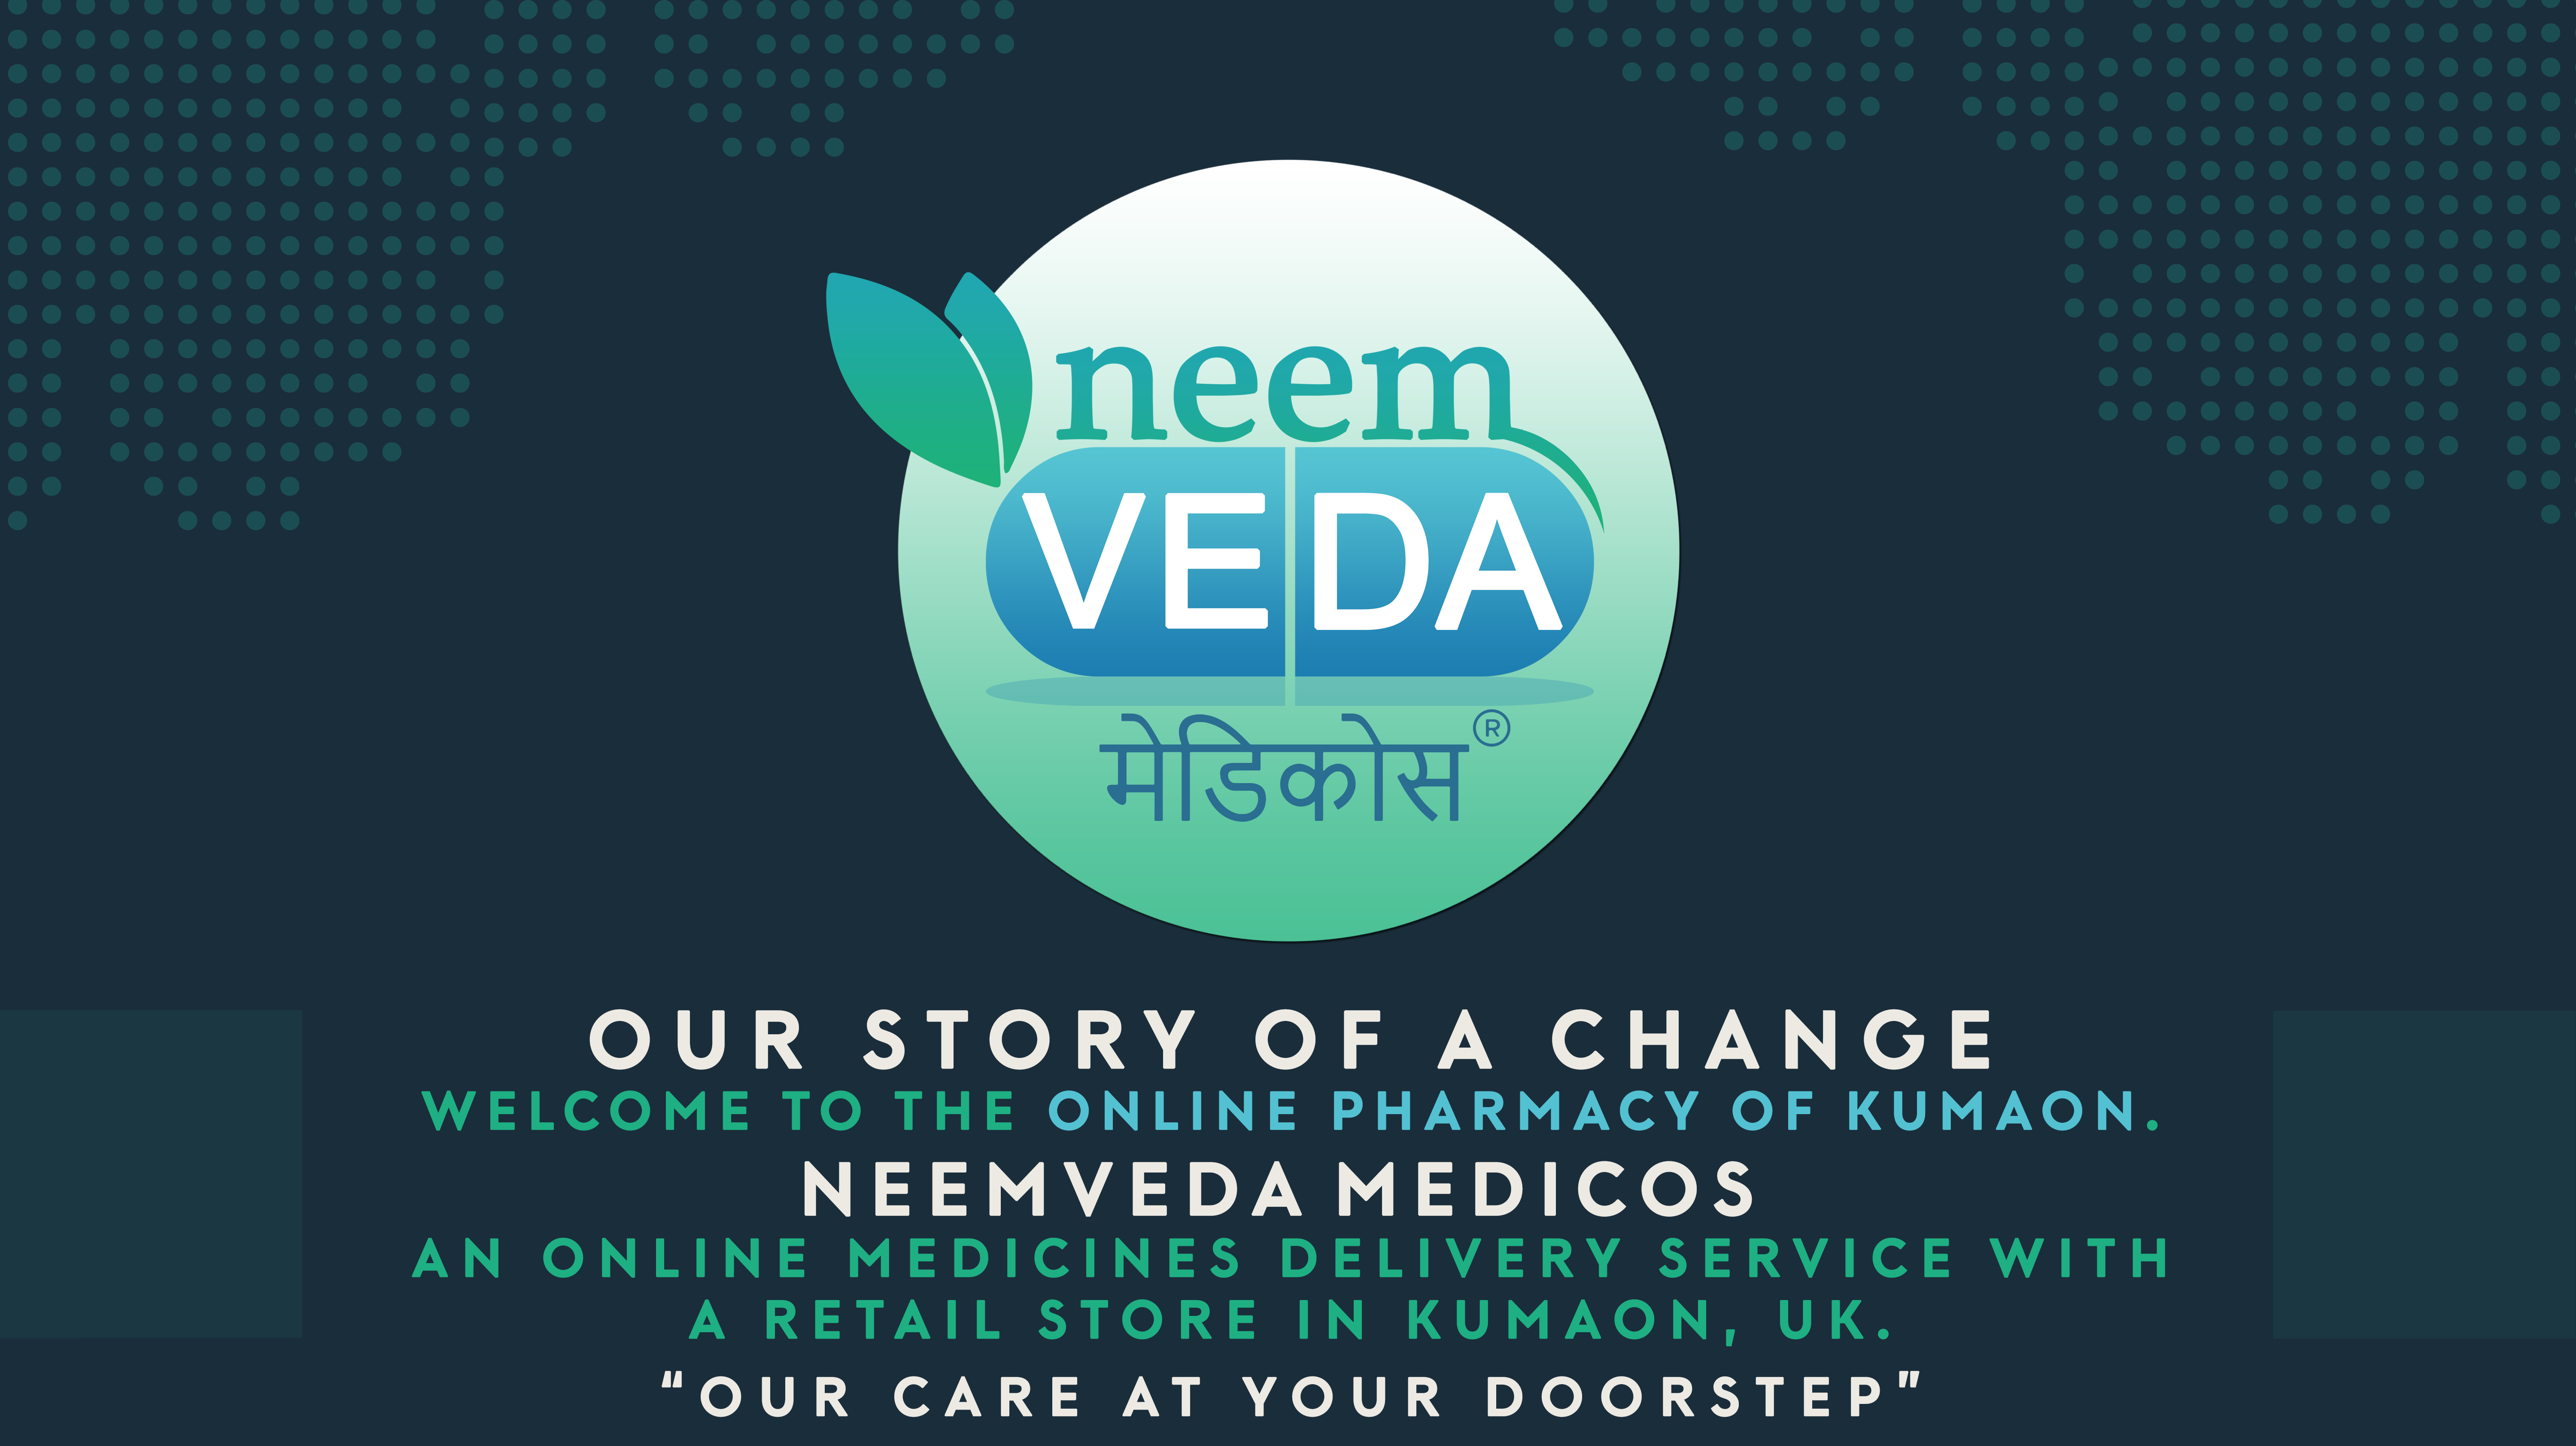 neem
VEDA
मेडिकोस®
OUR STORY OF A CHANGE
WELCOME TO THE ONLINE PHARMACY OF KUMAON.
NEEMVEDA MEDICOS
AN ONLINE MEDICINES DELIVERY SERVICE WITH
A RETAIL STORE IN KUMAON, UK.
“OUR CARE AT YOUR DOORSTEP”